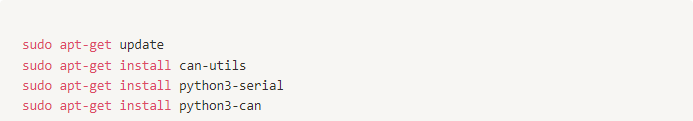 sudo apt-get update
sudo apt-get install can-utils
sudo apt-get install python3-serial
sudo apt-get install python3-can